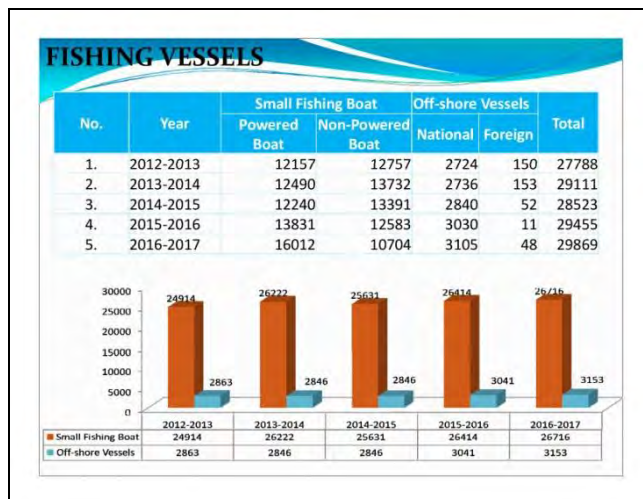 FISHING VESSELS
No. Year Small Fishing Boat Off-shore Vessels Total
Powered Boat Non-Powered Boat National Foreign
1. 2012-2013 12157 12757 2724 150 27788
2. 2013-2014 12490 13732 2736 153 29111
3. 2014-2015 12240 13391 2840 52 28523
4. 2015-2016 13831 12583 3030 11 29455
5. 2016-2017 16012 10704 3105 48 29869
30000
25000
20000
15000
10000
5000
0
24914 26222 25631 26414 26716
2863 2846 2846 3041 3153
2012-2013 2013-2014 2014-2015 2015-2016 2016-2017
Small Fishing Boat 24914 26222 25631 26414 26716
Off-shore Vessels 2863 2846 2846 3041 3153